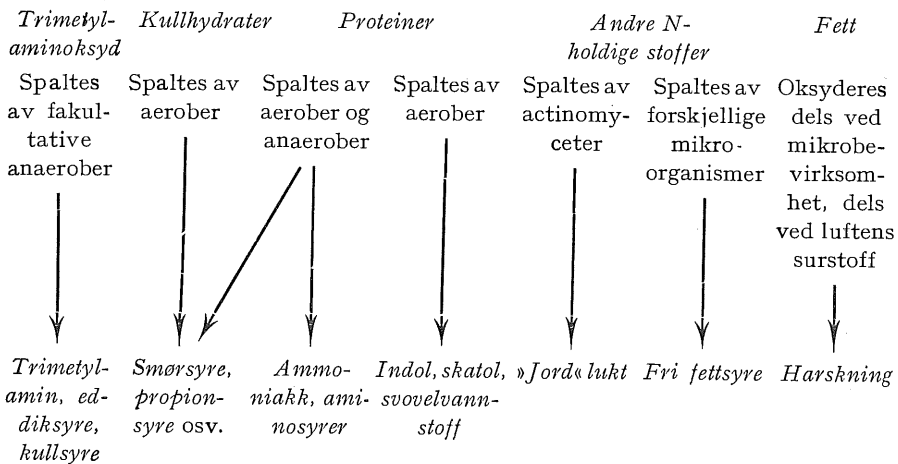 Trimetyl-
aminoksyd
Kullhydrater
Proteiner
Andre N-
holdige stoffer
Fett
Spaltes
av fakul-
tative
anaerober
Spaltes av
aerober
Spaltes av
aerober og
anaerober
Spaltes av
aerober
Spaltes av
actinomy-
ceter
Spaltes av
forskjellige
mikro-
organismer
Oksyderes
dels ved
mikrobe-
virksom-
het, dels
ved luftens
surstoff
Trimetyl-
amin, ed-
diksyre,
kullsyre
Smørsyre,
propion-
syre osv.
Ammo-
niakk, ami-
nosyrer
Indol, skatol,
svovelvann-
stoff
»Jord« lukt
Fri fettsyre
Harskning